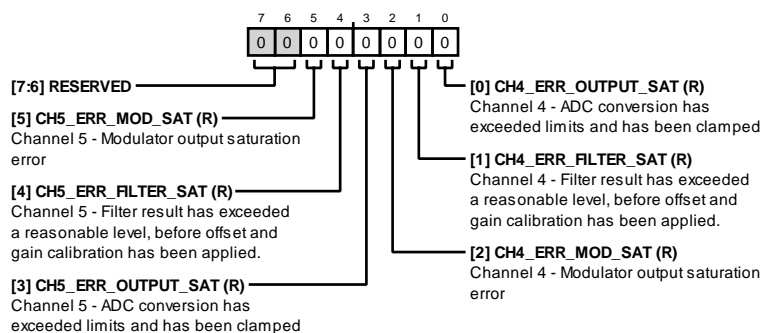 7 6 5 4 3 2 1 0
0 0 0 0 0 0 0 0
[7:6] RESERVED
[5] CH5_ERR_MOD_SAT (R)
Channel 5 - Modulator output saturation
error
[4] CH5_ERR_FILTER_SAT (R)
Channel 5 - Filter result has exceeded
a reasonable level, before offset and
gain calibration has been applied.
[3] CH5_ERR_OUTPUT_SAT (R)
Channel 5 - ADC conversion has
exceeded limits and has been clamped
[0] CH4_ERR_OUTPUT_SAT (R)
Channel 4 - ADC conversion has
exceeded limits and has been clamped
[1] CH4_ERR_FILTER_SAT (R)
Channel 4 - Filter result has exceeded
a reasonable level, before offset and
gain calibration has been applied.
[2] CH4_ERR_MOD_SAT (R)
Channel 4 - Modulator output saturation
error